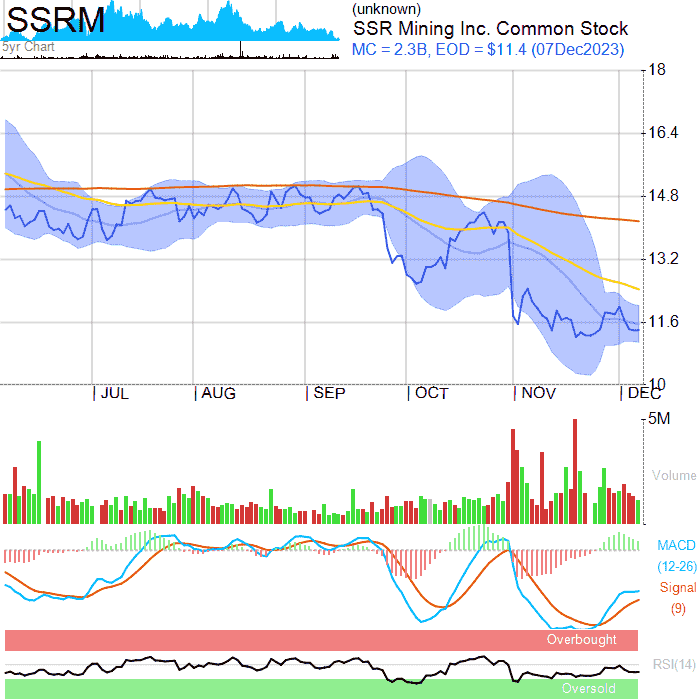 SSRM
5yr Chart
(unknown)
SSR Mining Inc. Common Stock
MC = 2.3B, EOD = $11.4 (07Dec2023)
18
16.4
14.8
13.2
11.6
10
JUL AUG SEP OCT NOV DEC
5M
Volume
MACD
(12-26)
Signal
(9)
Overbought
RSI(14)
Oversold